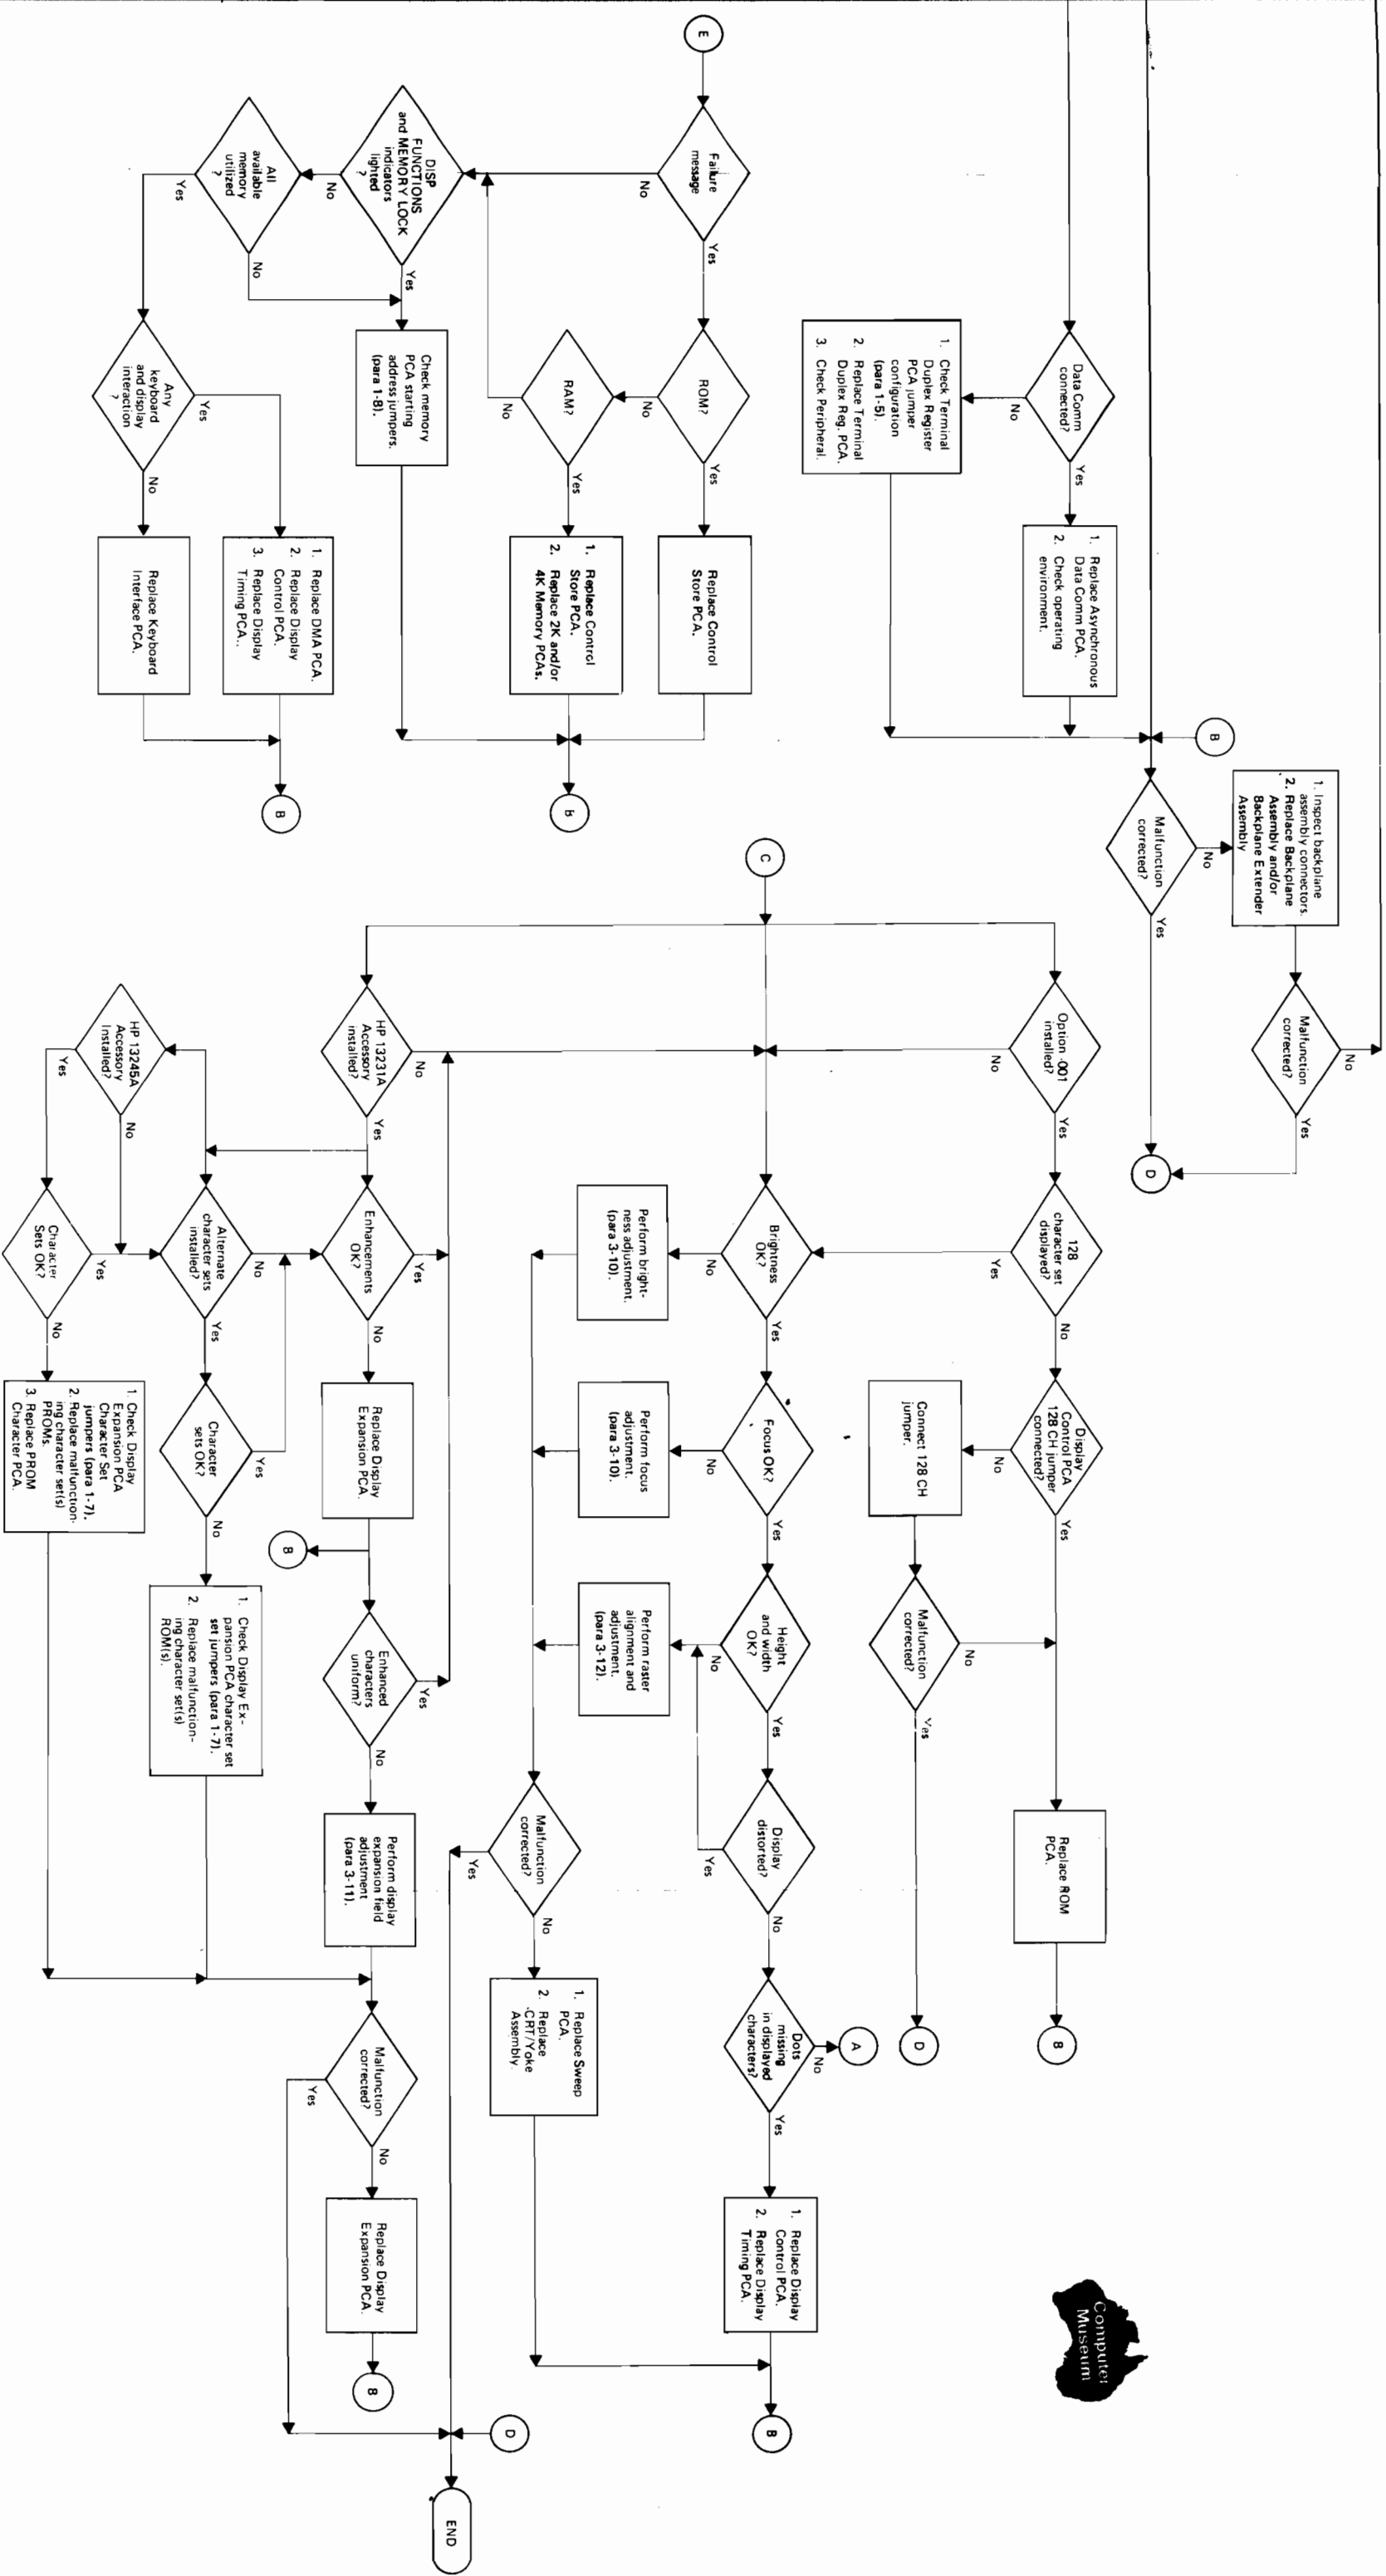 1. Inspect backplane
assembly connectors.
2. Replace Backplane
Assembly and/or
Backplane Extender
Assembly
Malfunction
corrected?
No
Yes
B
Malfunction
corrected?
No
Yes
D
Data Comm
connected?
Yes
No
1. Replace Asynchronous
Data Comm PCA.
2. Check operating
environment.
1. Check Terminal
Duplex Register
PCA jumper
configuration
(para 1-5).
2. Replace Terminal
Duplex Reg. PCA.
3. Check Peripheral.
E
Failure
message
Yes
No
ROM?
Yes
No
Replace Control
Store PCA.
RAM?
Yes
No
1. Replace Control
Store PCA.
2. Replace 2K and/or
4K Memory PCAs.
B
DISP
FUNCTIONS
and MEMORY LOCK
indicators
lighted
?
Yes
No
Check memory
PCA starting
address jumpers.
(para 1-8).
All
available
memory
utilized
?
No
Yes
Any
keyboard
and display
interaction
?
Yes
No
1. Replace DMA PCA.
2. Replace Display
Control PCA.
3. Replace Display
Timing PCA..
Replace Keyboard
Interface PCA.
B
Computer
Museum
C
Option -001
installed?
Yes
No
128
character set
displayed?
No
Yes
Display
Control PCA
128 CH jumper
connected?
Yes
No
Replace ROM
PCA.
B
Connect 128 CH
jumper.
Malfunction
corrected?
No
Yes
D
Brightness
OK?
Yes
No
Focus OK?
Yes
No
Height
and width
OK?
Yes
No
Display
distorted?
No
Yes
Dots
missing
in displayed
characters?
No
A
Yes
1. Replace Display
Control PCA.
2. Replace Display
Timing PCA.
B
Perform bright-
ness adjustment.
(para 3-10).
Perform focus
adjustment.
(para 3-10).
Perform raster
alignment and
adjustment.
(para 3-12).
Malfunction
corrected?
No
Yes
1. Replace Sweep
PCA.
2. Replace
CRT/Yoke
Assembly.
D
END
HP 13231A
Accessory
installed?
No
Yes
Enhancements
OK?
Yes
No
Replace Display
Expansion PCA.
B
Enhanced
characters
uniform?
Yes
No
Perform display
expansion field
adjustment
(para 3-11).
Malfunction
corrected?
No
Yes
Replace Display
Expansion PCA.
B
Alternate
character sets
installed?
No
Yes
Character
sets OK?
Yes
No
1. Check Display Ex-
pansion PCA character set
set jumpers (para 1-7).
2. Replace malfunction-
ing character set(s)
ROM(s).
HP 13245A
Accessory
Installed?
No
Yes
Character
Sets OK?
Yes
No
1. Check Display
Expansion PCA
Character Set
jumpers (para 1-7).
2. Replace malfunction-
ing character set(s)
PROMs.
3. Replace PROM
Character PCA.